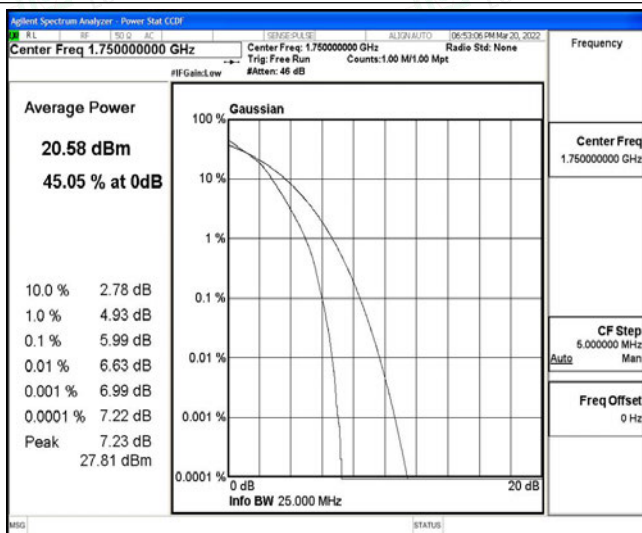 Agilent Spectrum Analyzer - Power Stat CCDF
RL RF 50 Ω AC SENSE:PULSE ALIGN AUTO 06:53:06 PM Mar 20, 2022
Center Freq 1.750000000 GHz
Center Freq: 1.750000000 GHz Radio Std: None
Trig: Free Run Counts:1.00 M/1.00 Mpt
#IFGain:Low #Atten: 46 dB
Frequency
Average Power
20.58 dBm
45.05 % at 0dB
10.0 % 2.78 dB
1.0 % 4.93 dB
0.1 % 5.99 dB
0.01 % 6.63 dB
0.001 % 6.99 dB
0.0001 % 7.22 dB
Peak 7.23 dB
27.81 dBm
Gaussian
100 %
10 %
1 %
0.1 %
0.01 %
0.001 %
0.0001 %
0 dB 20 dB
Info BW 25.000 MHz
Center Freq
1.750000000 GHz
CF Step
5.000000 MHz
Auto Man
Freq Offset
0 Hz
MSG STATUS